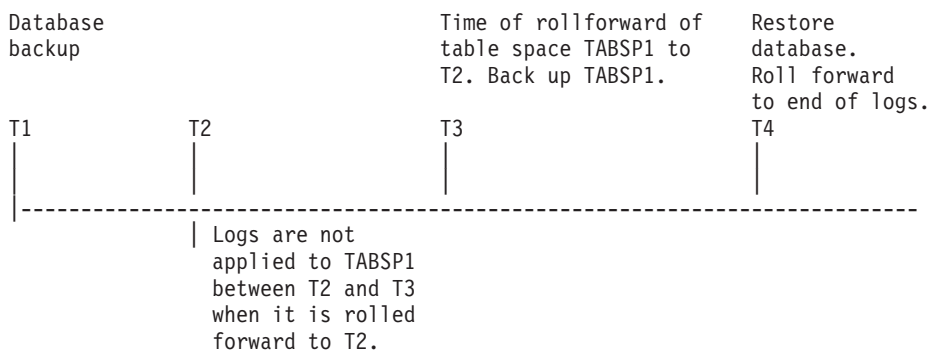 Database
backup
Time of rollforward of
table space TABSP1 to
T2. Back up TABSP1.
Restore
database.
Roll forward
to end of logs.
T1
T2
T3
T4
Logs are not
applied to TABSP1
between T2 and T3
when it is rolled
forward to T2.